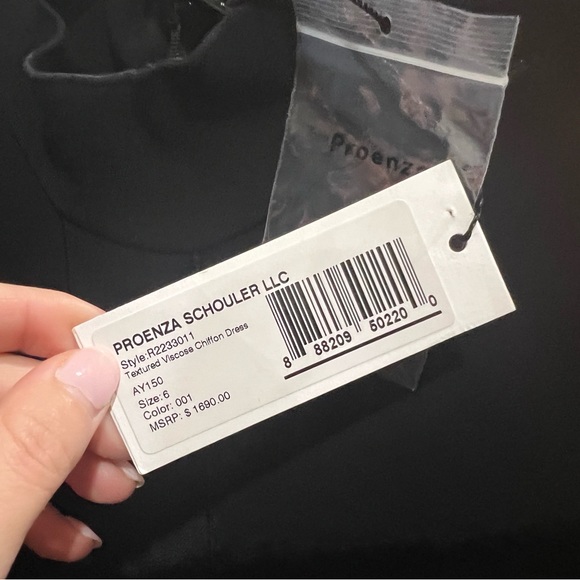 Proenza
PROENZA SCHOULER LLC
Style:R2233011
Textured Viscose Chiffon Dress
AY150
Size:6
Color: 001
MSRP: $ 1690.00
8 88209 50220 0